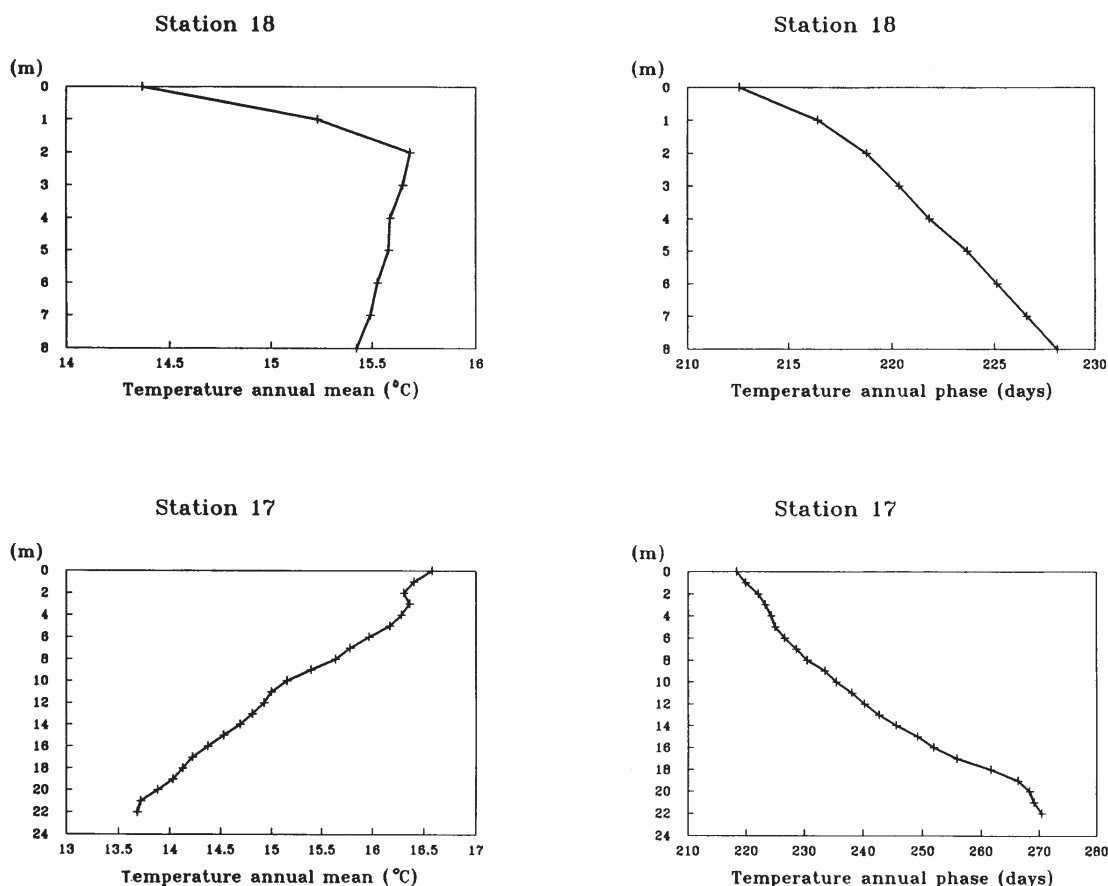 Station 18
(m)
0
1
2
3
4
5
6
7
8
14 14.5 15 15.5 16
Temperature annual mean (°C)
Station 18
(m)
0
1
2
3
4
5
6
7
8
210 215 220 225 230
Temperature annual phase (days)
Station 17
(m)
0
2
4
6
8
10
12
14
16
18
20
22
24
13 13.5 14 14.5 15 15.5 16 16.5 17
Temperature annual mean (°C)
Station 17
(m)
0
2
4
6
8
10
12
14
16
18
20
22
24
210 220 230 240 250 260 270 280
Temperature annual phase (days)